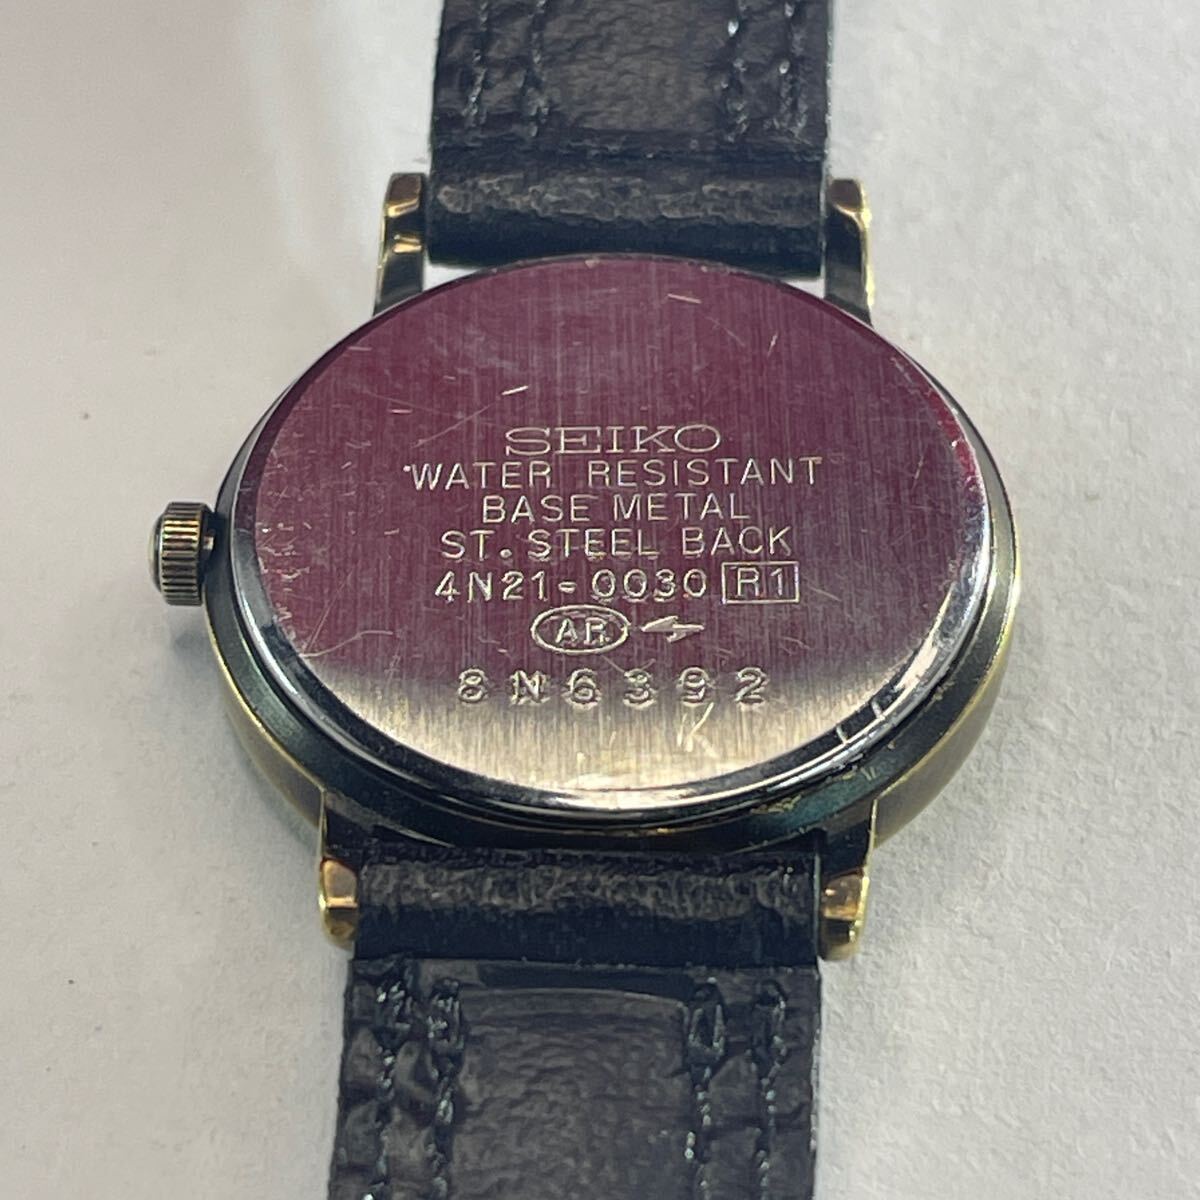 SEIKO
WATER RESISTANT
BASE METAL
ST. STEEL BACK
4N21-0030 R1
AR
8N6392